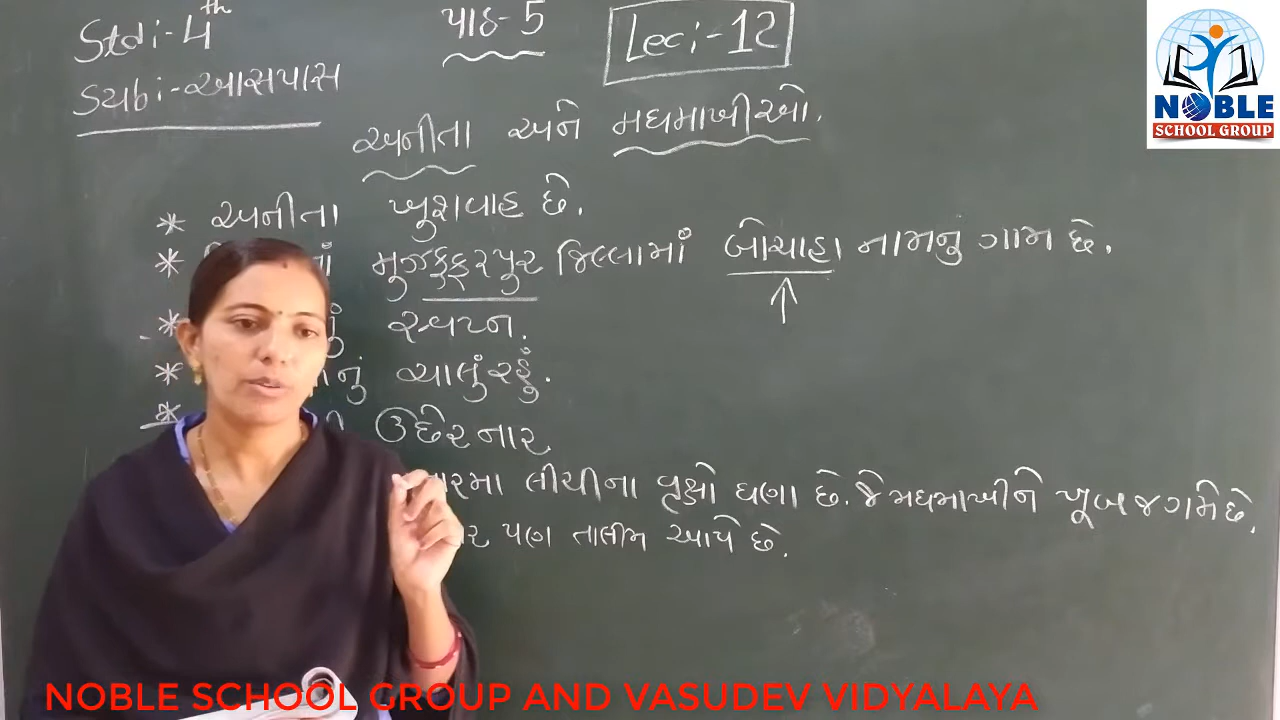 Std:-4th
પાઠ-5
Lec:-12
Sub:-આસપાસ
NOBLE
SCHOOL GROUP
અનીતા અને મધમાખીઓ.
* અનીતા ખુશવાહ છે.
* મુઝફ્ફરપુર જિલ્લામાં બોચાહા નામનું ગામ છે.
* સ્વપ્ન.
* ચાલું રહું.
* ઉછેરનાર
લીચીના વૃક્ષો ઘણા છે. જે મધમાખીને ખૂબ જ ગમે છે.
પણ તાલીમ આપે છે.
NOBLE SCHOOL GROUP AND VASUDEV VIDYALAYA